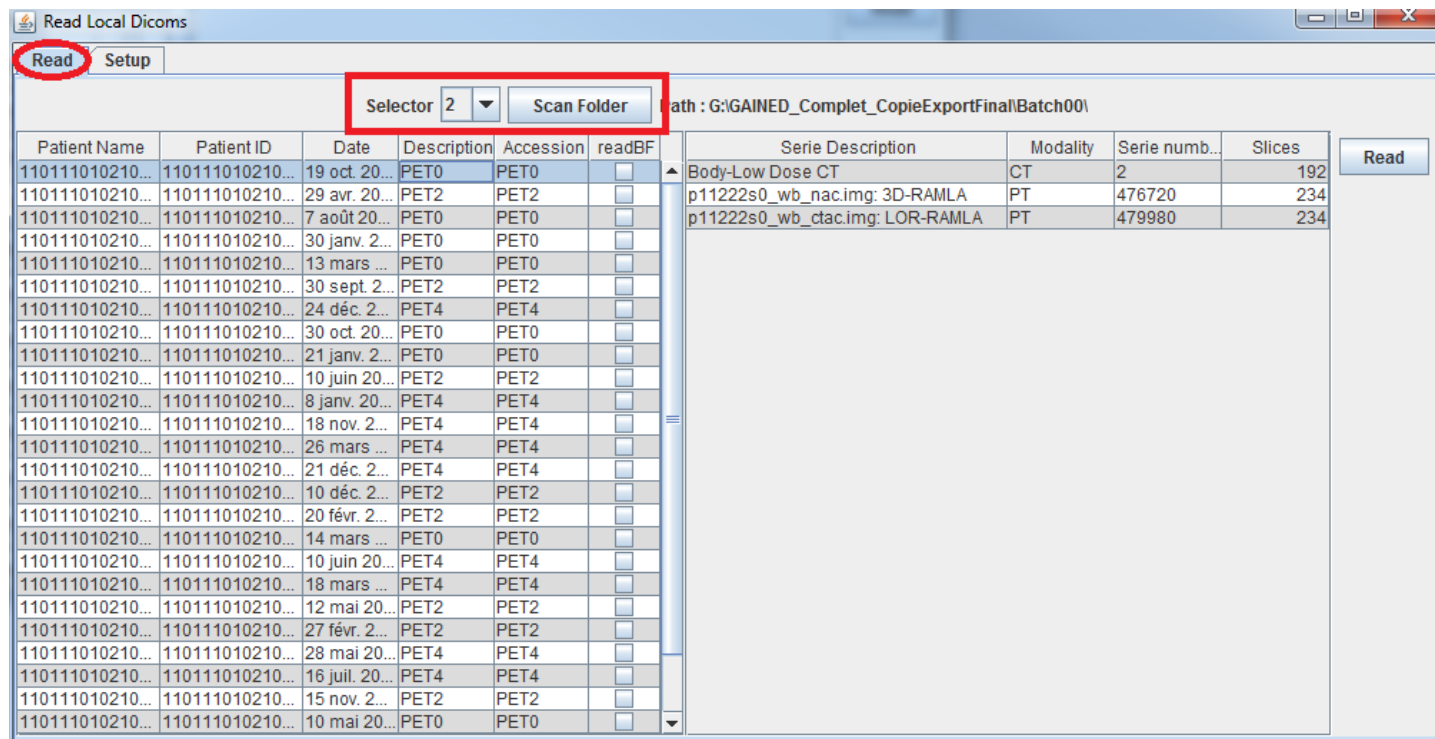 Read Local Dicoms
Read Setup
Selector 2 Scan Folder Path : G:\GAINED_Complet_CopieExportFinal\Batch00\
Patient Name Patient ID Date Description Accession readBF Serie Description Modality Serie numb... Slices Read
110111010210... 110111010210... 19 oct. 20... PET0 PET0 Body-Low Dose CT CT 2 192
110111010210... 110111010210... 29 avr. 20... PET2 PET2 p11222s0_wb_nac.img: 3D-RAMLA PT 476720 234
110111010210... 110111010210... 7 août 20... PET0 PET0 p11222s0_wb_ctac.img: LOR-RAMLA PT 479980 234
110111010210... 110111010210... 30 janv. 2... PET0 PET0
110111010210... 110111010210... 13 mars ... PET0 PET0
110111010210... 110111010210... 30 sept. 2... PET2 PET2
110111010210... 110111010210... 24 déc. 2... PET4 PET4
110111010210... 110111010210... 30 oct. 20... PET0 PET0
110111010210... 110111010210... 21 janv. 2... PET0 PET0
110111010210... 110111010210... 10 juin 20... PET2 PET2
110111010210... 110111010210... 8 janv. 20... PET4 PET4
110111010210... 110111010210... 18 nov. 2... PET4 PET4
110111010210... 110111010210... 26 mars ... PET4 PET4
110111010210... 110111010210... 21 déc. 2... PET4 PET4
110111010210... 110111010210... 10 déc. 2... PET2 PET2
110111010210... 110111010210... 20 févr. 2... PET2 PET2
110111010210... 110111010210... 14 mars ... PET0 PET0
110111010210... 110111010210... 10 juin 20... PET4 PET4
110111010210... 110111010210... 18 mars ... PET4 PET4
110111010210... 110111010210... 12 mai 20... PET2 PET2
110111010210... 110111010210... 27 févr. 2... PET2 PET2
110111010210... 110111010210... 28 mai 20... PET4 PET4
110111010210... 110111010210... 16 juil. 20... PET4 PET4
110111010210... 110111010210... 15 nov. 2... PET2 PET2
110111010210... 110111010210... 10 mai 20... PET0 PET0